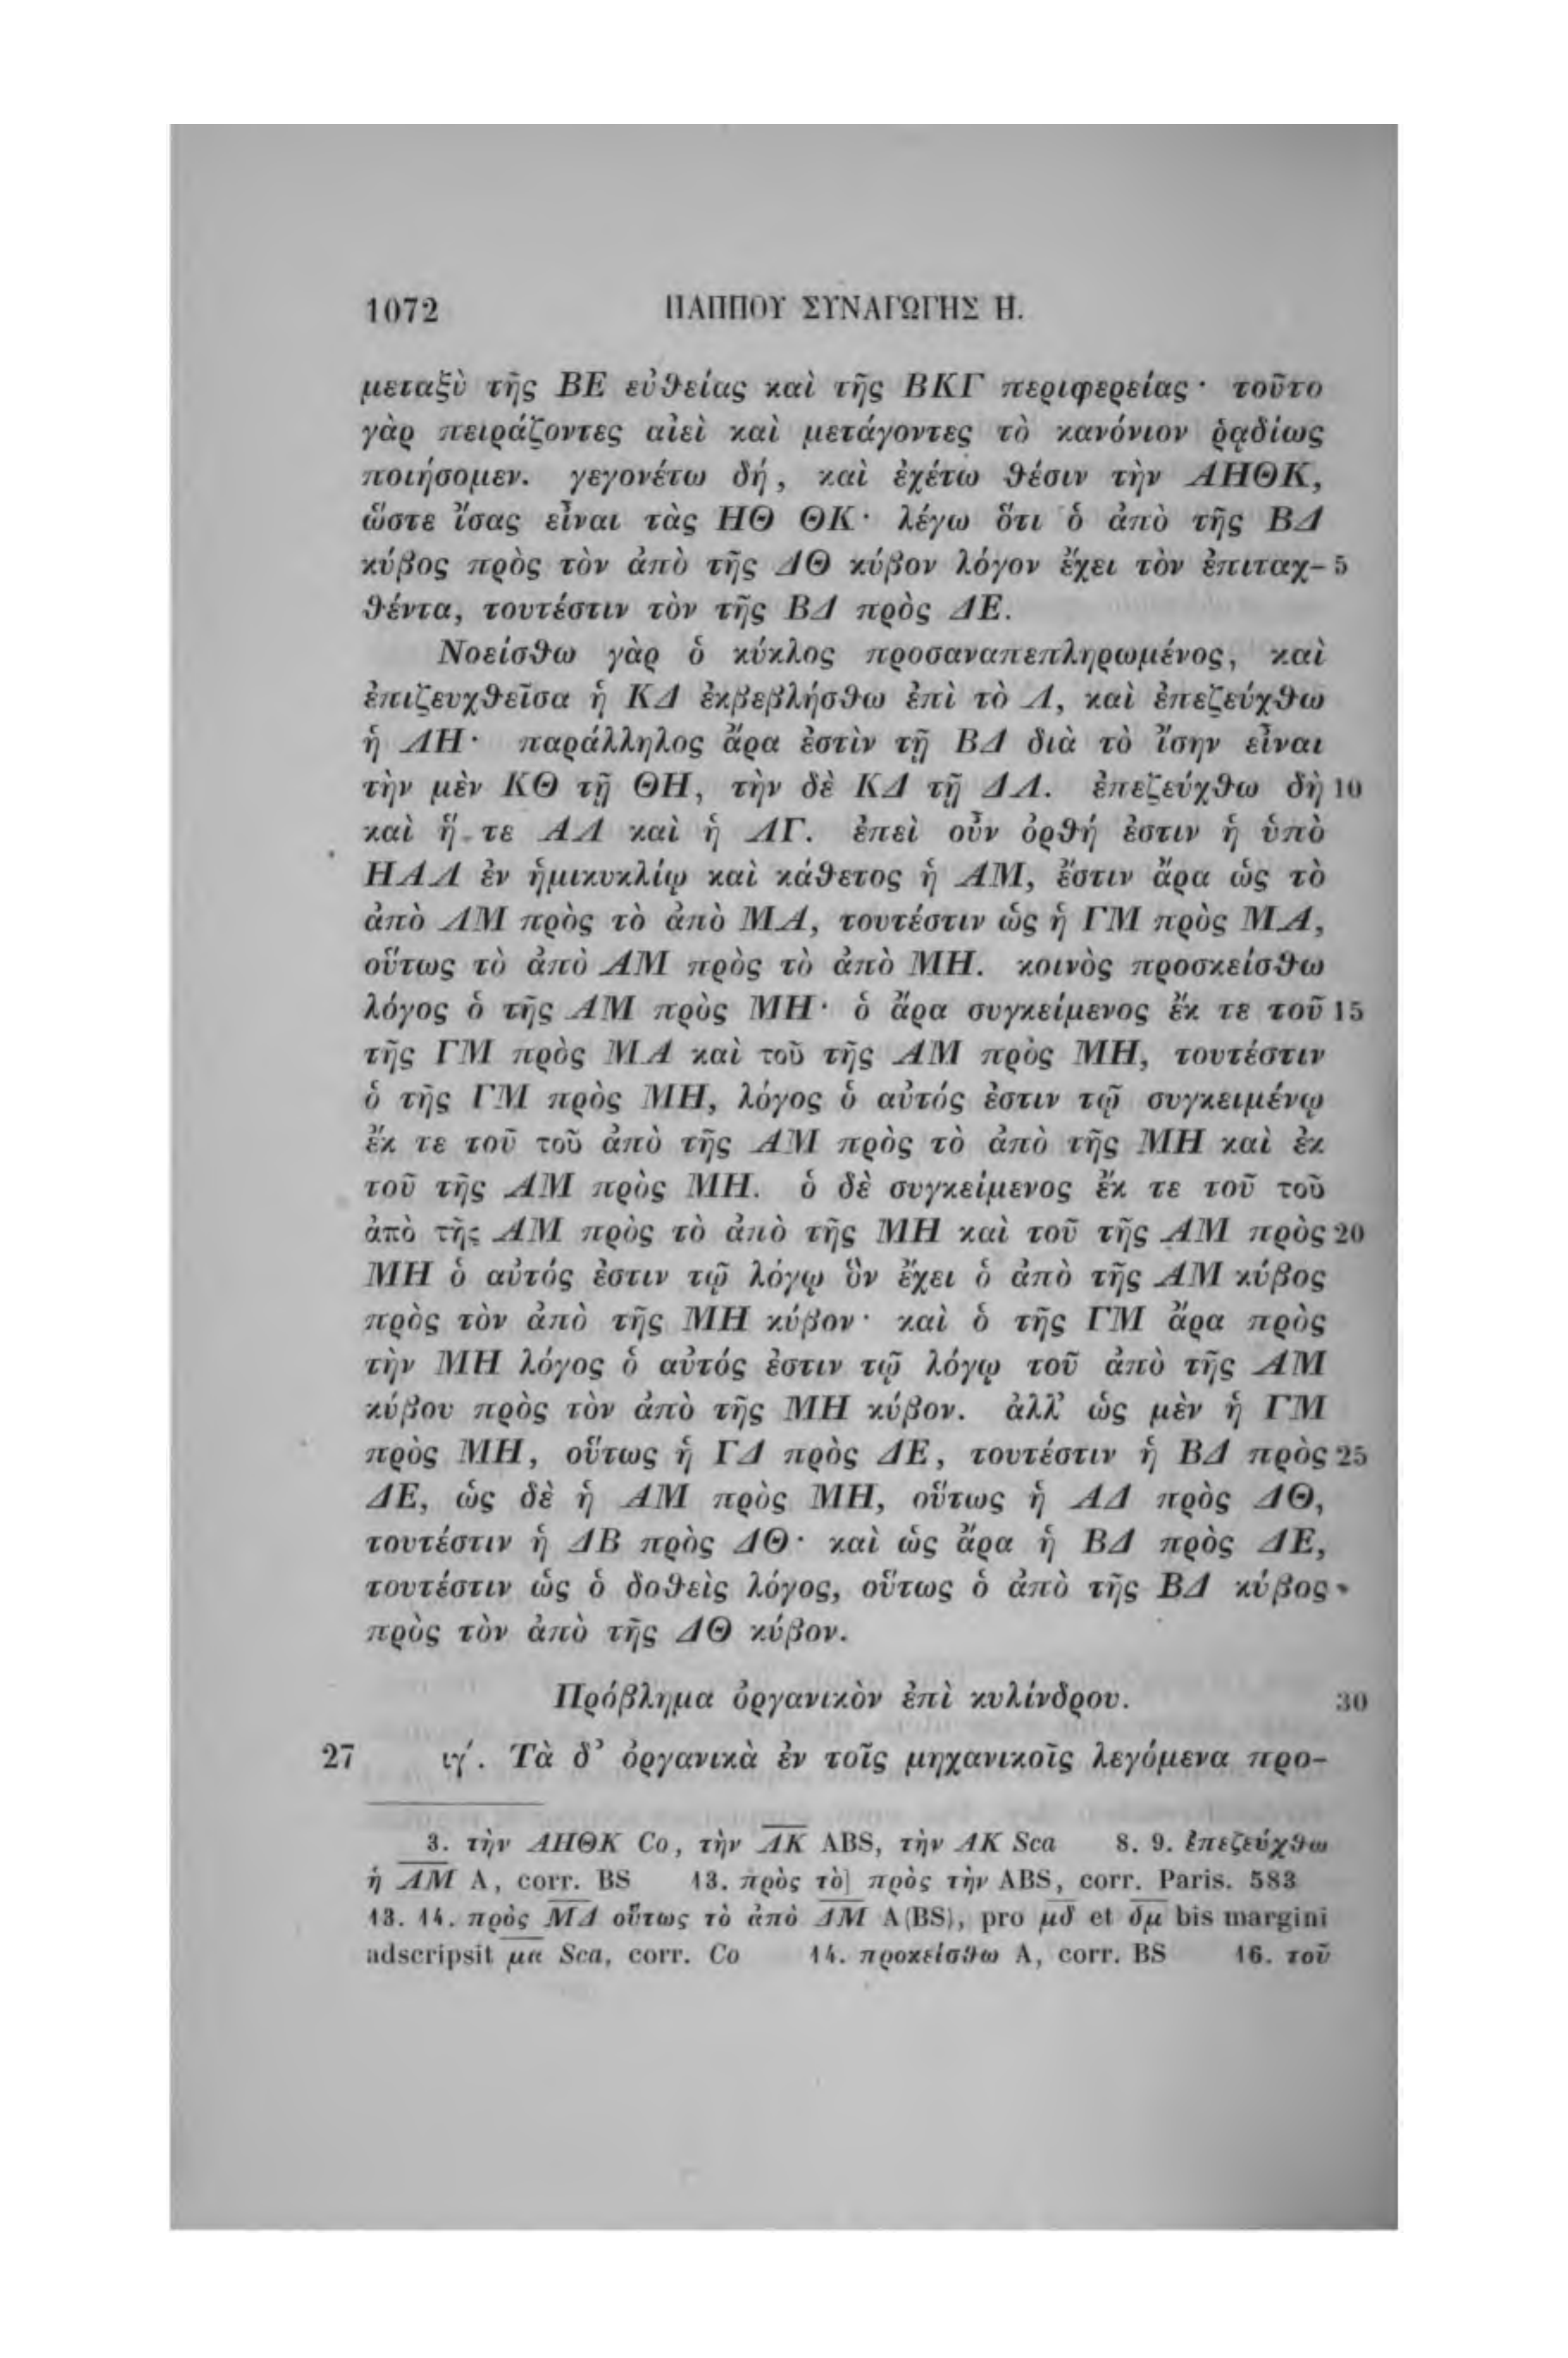 1072 ΠΑΠΠΟΥ ΣΥΝΑΓΩΓΗΣ Η.
μεταξὺ τῆς ΒΕ εὐθείας καὶ τῆς ΒΚΓ περιφερείας· τοῦτο
γὰρ πειράζοντες αἰεὶ καὶ μετάγοντες τὸ κανόνιον ῥᾳδίως
ποιήσομεν. γεγονέτω δή, καὶ ἐχέτω θέσιν τὴν ΑΗΘΚ,
ὥστε ἴσας εἶναι τὰς ΗΘ ΘΚ· λέγω ὅτι ὁ ἀπὸ τῆς ΒΔ
κύβος πρὸς τὸν ἀπὸ τῆς ΔΘ κύβον λόγον ἔχει τὸν ἐπιταχ- 5
θέντα, τουτέστιν τὸν τῆς ΒΔ πρὸς ΔΕ.
Νοείσθω γὰρ ὁ κύκλος προσαναπεπληρωμένος, καὶ
ἐπιζευχθεῖσα ἡ ΚΔ ἐκβεβλήσθω ἐπὶ τὸ Λ, καὶ ἐπεζεύχθω
ἡ ΛΗ· παράλληλος ἄρα ἐστὶν τῇ ΒΔ διὰ τὸ ἴσην εἶναι
τὴν μὲν ΚΘ τῇ ΘΗ, τὴν δὲ ΚΔ τῇ ΔΛ. ἐπεζεύχθω δὴ 10
καὶ ἥ τε ΑΛ καὶ ἡ ΛΓ. ἐπεὶ οὖν ὀρθή ἐστιν ἡ ὑπὸ
ΗΑΛ ἐν ἡμικυκλίῳ καὶ κάθετος ἡ ΑΜ, ἔστιν ἄρα ὡς τὸ
ἀπὸ ΛΜ πρὸς τὸ ἀπὸ ΜΑ, τουτέστιν ὡς ἡ ΓΜ πρὸς ΜΑ,
οὕτως τὸ ἀπὸ ΑΜ πρὸς τὸ ἀπὸ ΜΗ. κοινὸς προσκείσθω
λόγος ὁ τῆς ΑΜ πρὸς ΜΗ· ὁ ἄρα συγκείμενος ἔκ τε τοῦ 15
τῆς ΓΜ πρὸς ΜΑ καὶ τοῦ τῆς ΑΜ πρὸς ΜΗ, τουτέστιν
ὁ τῆς ΓΜ πρὸς ΜΗ, λόγος ὁ αὐτός ἐστιν τῷ συγκειμένῳ
ἔκ τε τοῦ τοῦ ἀπὸ τῆς ΑΜ πρὸς τὸ ἀπὸ τῆς ΜΗ καὶ ἐκ
τοῦ τῆς ΑΜ πρὸς ΜΗ. ὁ δὲ συγκείμενος ἔκ τε τοῦ τοῦ
ἀπὸ τῆς ΑΜ πρὸς τὸ ἀπὸ τῆς ΜΗ καὶ τοῦ τῆς ΑΜ πρὸς 20
ΜΗ ὁ αὐτός ἐστιν τῷ λόγῳ ὃν ἔχει ὁ ἀπὸ τῆς ΑΜ κύβος
πρὸς τὸν ἀπὸ τῆς ΜΗ κύβον· καὶ ὁ τῆς ΓΜ ἄρα πρὸς
τὴν ΜΗ λόγος ὁ αὐτός ἐστιν τῷ λόγῳ τοῦ ἀπὸ τῆς ΑΜ
κύβου πρὸς τὸν ἀπὸ τῆς ΜΗ κύβον. ἀλλ᾽ ὡς μὲν ἡ ΓΜ
πρὸς ΜΗ, οὕτως ἡ ΓΔ πρὸς ΔΕ, τουτέστιν ἡ ΒΔ πρὸς 25
ΔΕ, ὡς δὲ ἡ ΑΜ πρὸς ΜΗ, οὕτως ἡ ΑΔ πρὸς ΔΘ,
τουτέστιν ἡ ΔΒ πρὸς ΔΘ· καὶ ὡς ἄρα ἡ ΒΔ πρὸς ΔΕ,
τουτέστιν ὡς ὁ δοθεὶς λόγος, οὕτως ὁ ἀπὸ τῆς ΒΔ κύβος
πρὸς τὸν ἀπὸ τῆς ΔΘ κύβον.
Πρόβλημα ὀργανικὸν ἐπὶ κυλίνδρου. 30
27 ιγ΄. Τὰ δ᾽ ὀργανικὰ ἐν τοῖς μηχανικοῖς λεγόμενα προ-
3. τὴν ΑΗΘΚ Co, τὴν ΑΚ ABS, τὴν ΛΚ Sca 8. 9. ἐπεζεύχθω
ἡ ΛΜ A, corr. BS 13. πρὸς τὸ] πρὸς τὴν ABS, corr. Paris. 583
13. 14. πρὸς ΜΔ οὕτως τὸ ἀπὸ ΔΜ A(BS), pro μδ et δμ bis margini
adscripsit μα Sca, corr. Co 14. προκείσθω A, corr. BS 16. τοῦ